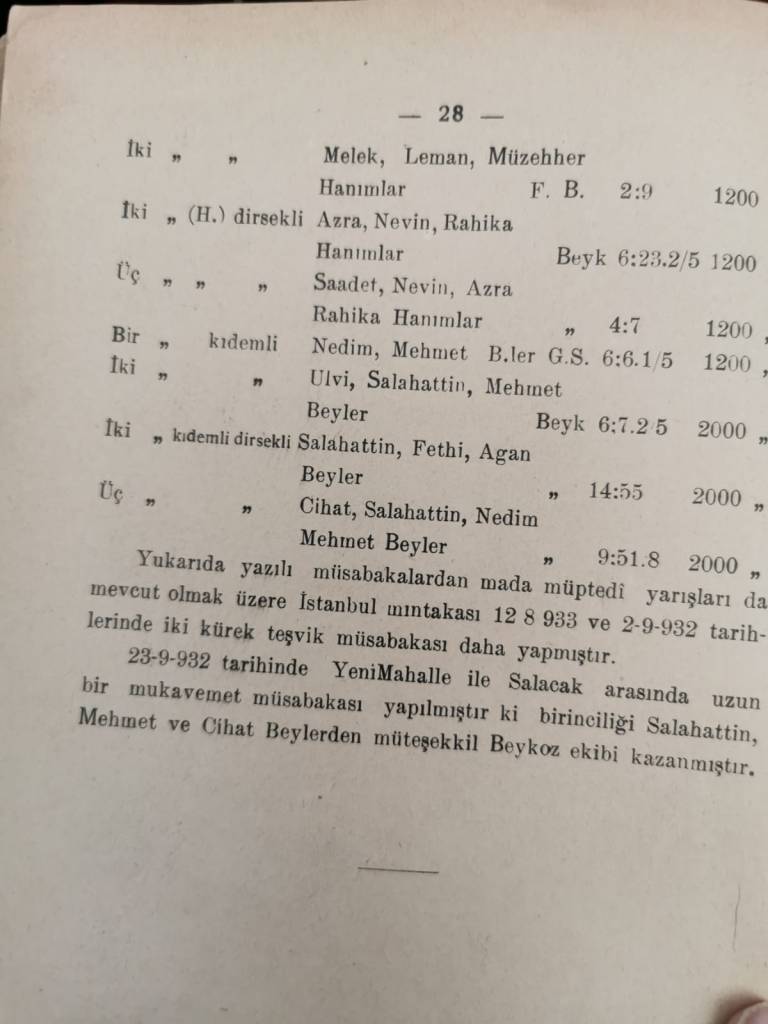 — 28 —
İki „ „ Melek, Leman, Müzehher
Hanımlar F. B. 2:9 1200
İki „ (H.) dirsekli Azra, Nevin, Rahika
Hanımlar Beyk 6:23.2/5 1200
Üç „ „ „ Saadet, Nevin, Azra
Rahika Hanımlar „ 4:7 1200 „
Bir „ kıdemli Nedim, Mehmet B.ler G.S. 6:6.1/5 1200 „
İki „ „ Ulvi, Salahattin, Mehmet
Beyler Beyk 6:7.2 5 2000 „
İki „ kıdemli dirsekli Salahattin, Fethi, Agan
Beyler „ 14:55 2000 „
Üç „ „ Cihat, Salahattin, Nedim
Mehmet Beyler „ 9:51.8 2000 „
Yukarıda yazılı müsabakalardan mada müptedî yarışları da
mevcut olmak üzere İstanbul mıntakası 12 8 933 ve 2-9-932 tarih-
lerinde iki kürek teşvik müsabakası daha yapmıştır.
23-9-932 tarihinde YeniMahalle ile Salacak arasında uzun
bir mukavemet müsabakası yapılmıştır ki birinciliği Salahattin,
Mehmet ve Cihat Beylerden müteşekkil Beykoz ekibi kazanmıştır.